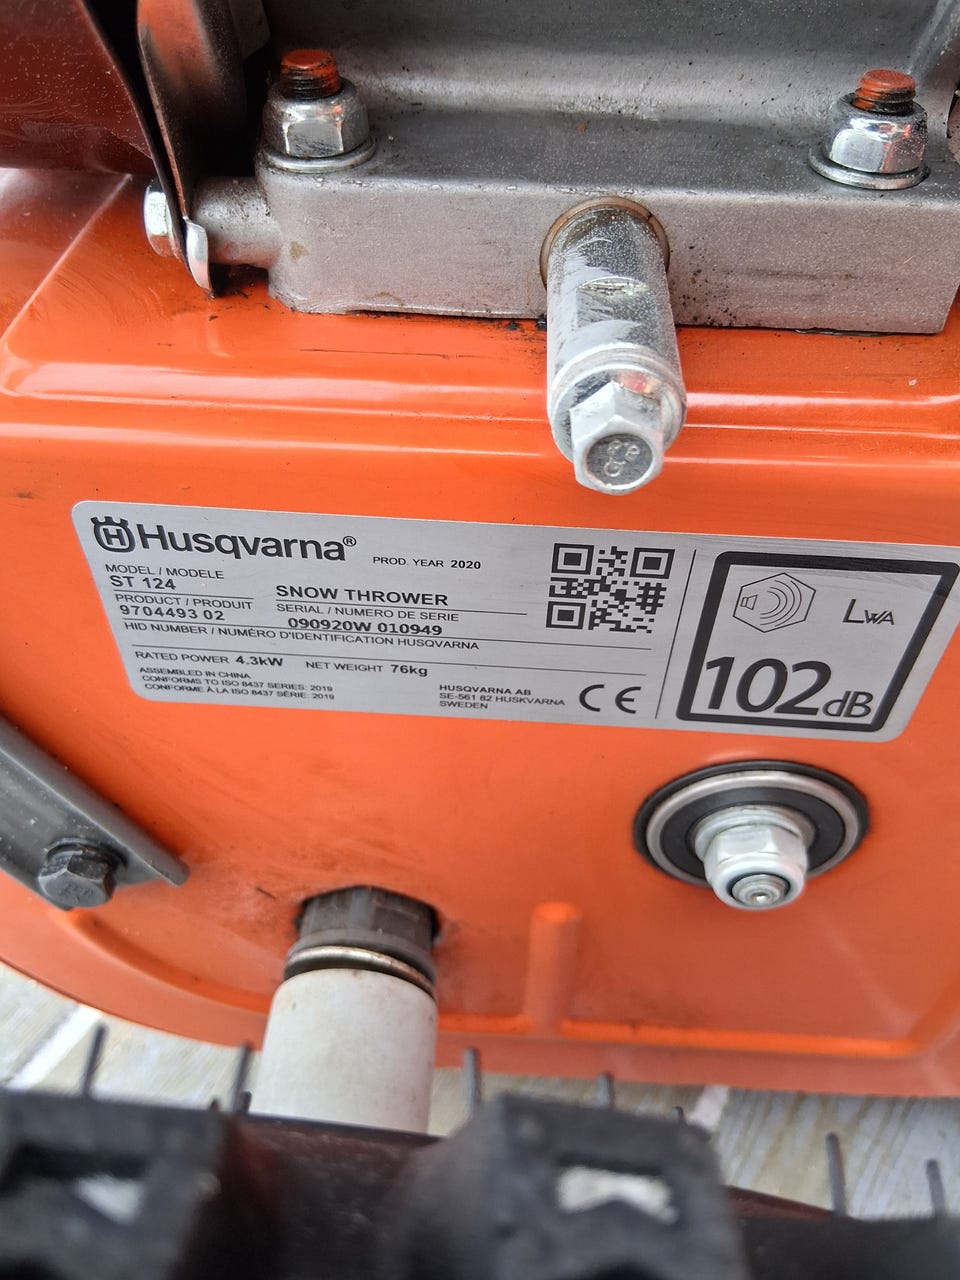 Husqvarna®
PROD. YEAR 2020
MODEL / MODELE
ST 124
SNOW THROWER
PRODUCT / PRODUIT
9704493 02
SERIAL / NUMERO DE SERIE
090920W 010949
HID NUMBER / NUMÉRO D'IDENTIFICATION HUSQVARNA
RATED POWER 4.3kW NET WEIGHT 76kg
ASSEMBLED IN CHINA
CONFORMS TO ISO 8437 SERIES: 2019
CONFORME À LA ISO 8437 SÉRIE: 2019
HUSQVARNA AB
SE-561 82 HUSKVARNA
SWEDEN
CE
LWA
102dB